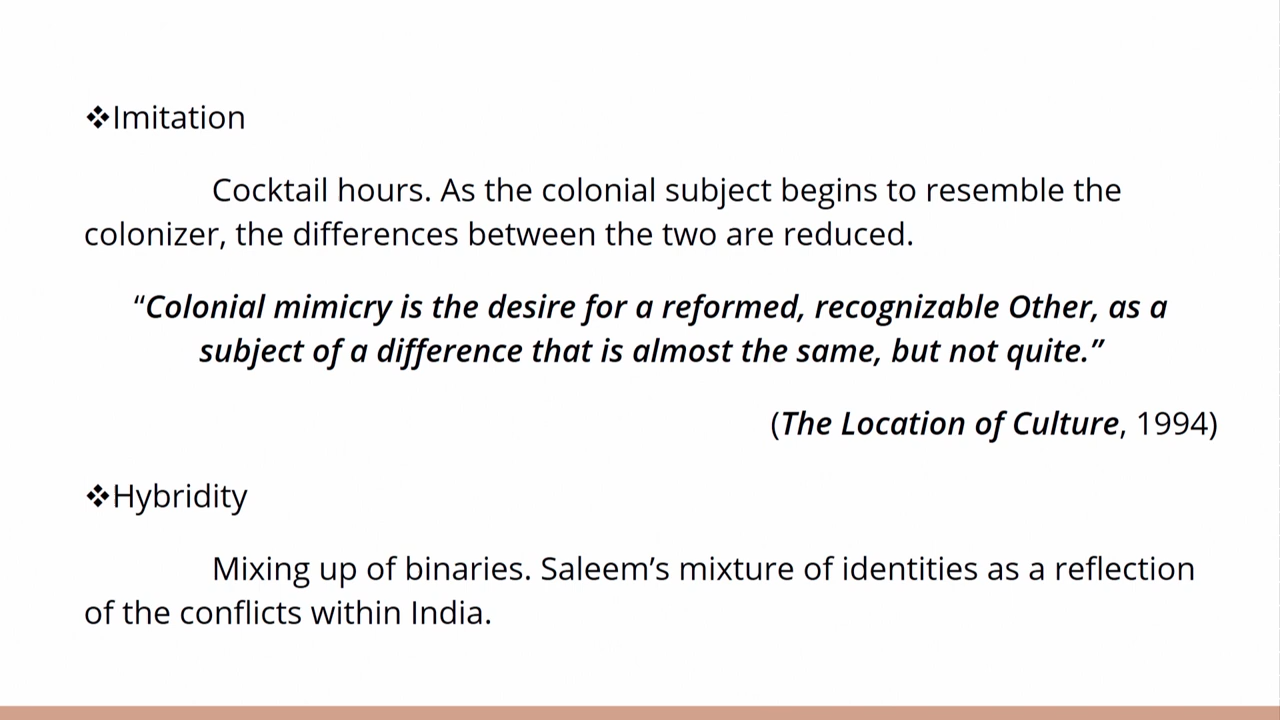 ❖Imitation
Cocktail hours. As the colonial subject begins to resemble the
colonizer, the differences between the two are reduced.
“Colonial mimicry is the desire for a reformed, recognizable Other, as a
subject of a difference that is almost the same, but not quite.”
(The Location of Culture, 1994)
❖Hybridity
Mixing up of binaries. Saleem’s mixture of identities as a reflection
of the conflicts within India.